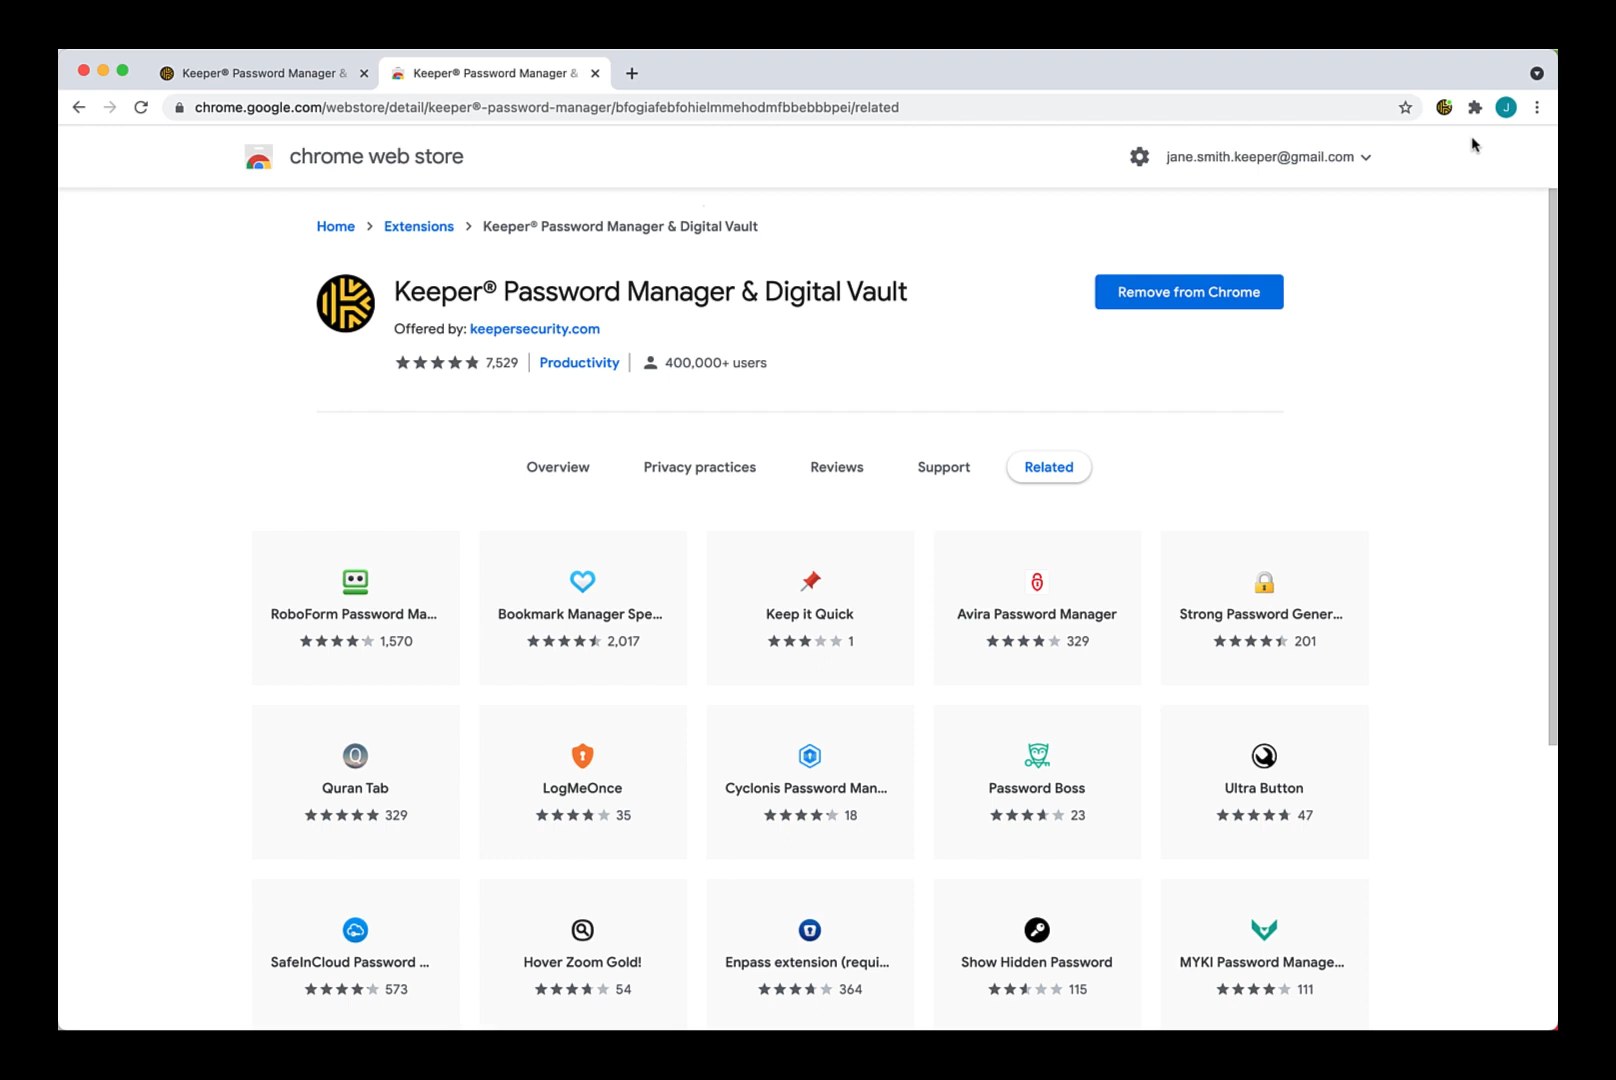 Keeper® Password Manager &
Keeper® Password Manager &
chrome.google.com/webstore/detail/keeper®-password-manager/bfogiafebfohielmmehodmfbbebbbpei/related
J
chrome web store
jane.smith.keeper@gmail.com
Home > Extensions > Keeper® Password Manager & Digital Vault
Keeper® Password Manager & Digital Vault
Remove from Chrome
Offered by: keepersecurity.com
7,529 | Productivity | 400,000+ users
Overview
Privacy practices
Reviews
Support
Related
RoboForm Password Ma...
1,570
Bookmark Manager Spe...
2,017
Keep it Quick
1
Avira Password Manager
329
Strong Password Gener...
201
Q
Quran Tab
329
LogMeOnce
35
Cyclonis Password Man...
18
Password Boss
23
Ultra Button
47
SafeInCloud Password ...
573
Hover Zoom Gold!
54
Enpass extension (requi...
364
Show Hidden Password
115
MYKI Password Manage...
111